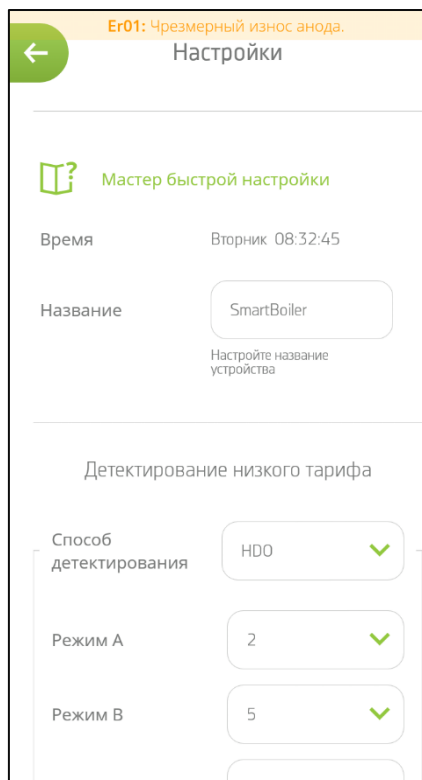 Er01: Чрезмерный износ анода.
Настройки
Мастер быстрой настройки
Время Вторник 08:32:45
Название SmartBoiler
Настройте название
устройства
Детектирование низкого тарифа
Способ
детектирования HDO
Режим A 2
Режим B 5